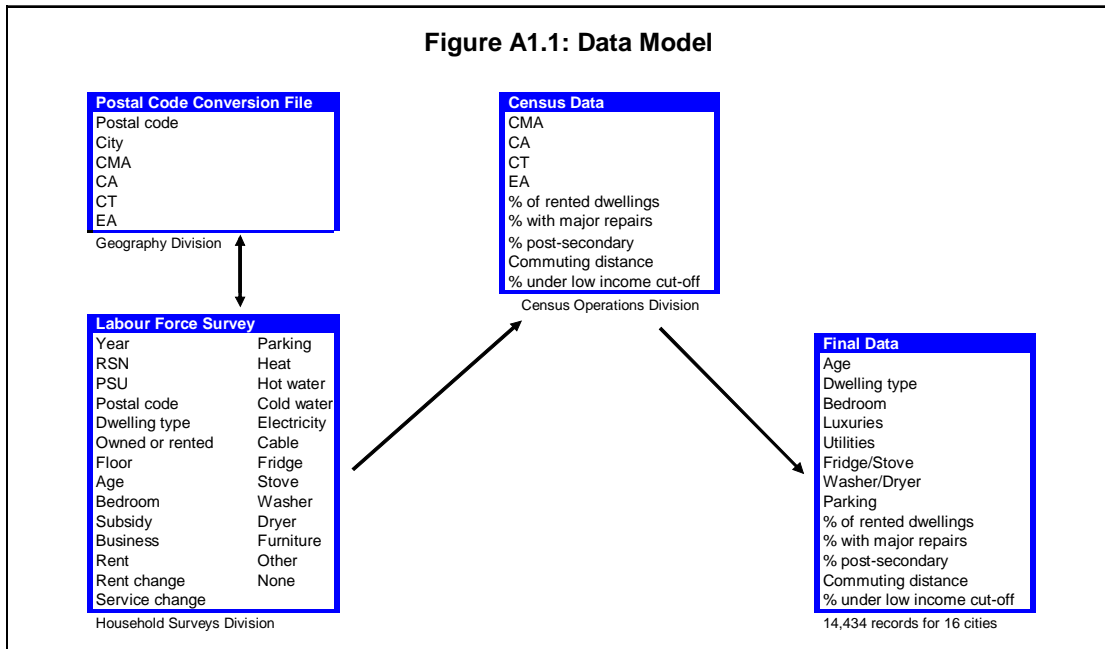 Figure A1.1: Data Model
Postal Code Conversion File
Postal code
City
CMA
CA
CT
EA
Geography Division
Labour Force Survey
Year
RSN
PSU
Postal code
Dwelling type
Owned or rented
Floor
Age
Bedroom
Subsidy
Business
Rent
Rent change
Service change
Parking
Heat
Hot water
Cold water
Electricity
Cable
Fridge
Stove
Washer
Dryer
Furniture
Other
None
Household Surveys Division
Census Data
CMA
CA
CT
EA
% of rented dwellings
% with major repairs
% post-secondary
Commuting distance
% under low income cut-off
Census Operations Division
Final Data
Age
Dwelling type
Bedroom
Luxuries
Utilities
Fridge/Stove
Washer/Dryer
Parking
% of rented dwellings
% with major repairs
% post-secondary
Commuting distance
% under low income cut-off
14,434 records for 16 cities